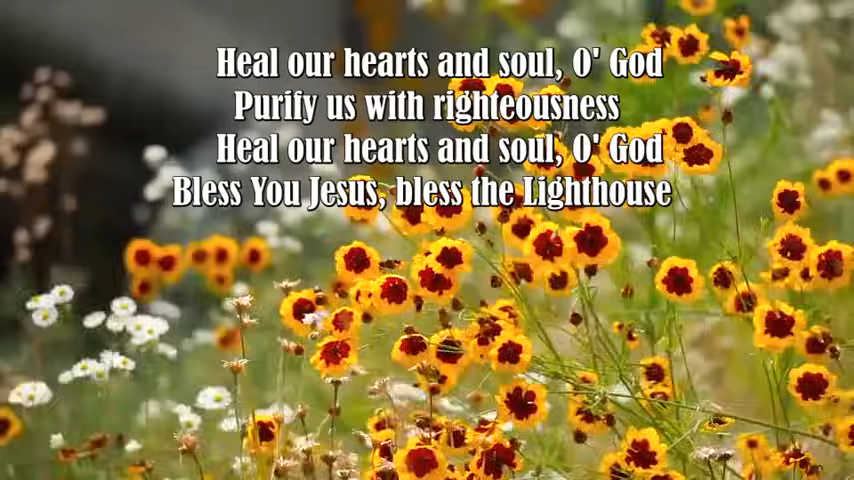 Heal our hearts and soul, O' God
Purify us with righteousness
Heal our hearts and soul, O' God
Bless You Jesus, bless the Lighthouse